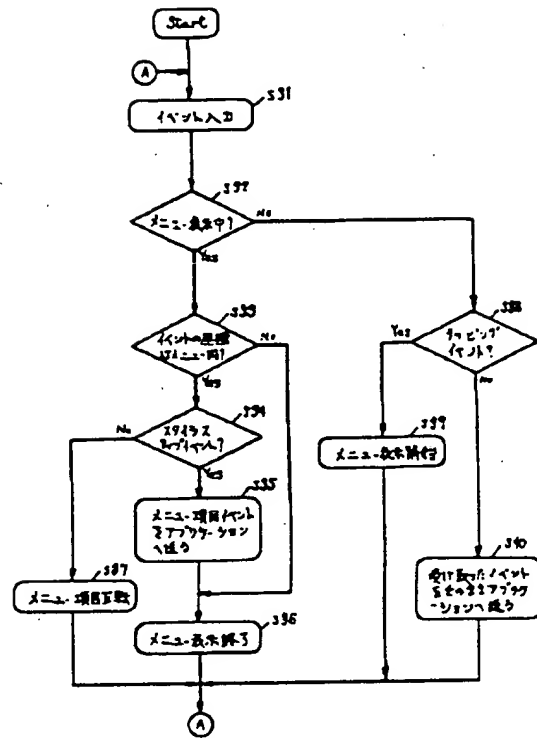 Start
A
S31
イベント入力
S32
メニュー表示中?
No
Yes
S33
イベントの座標
はメニュー内?
No
Yes
S38
タッピング
イベント?
Yes
No
S34
スタイラス
アップイベント?
No
Yes
S39
S35
メニュー項目イベント
をアプリケーション
へ送る
S37
メニュー項目
S40
受け取ったイベント
をそのままアプリケ
ーションへ送る
S36
メニュー表示終了
A
メニュー表示